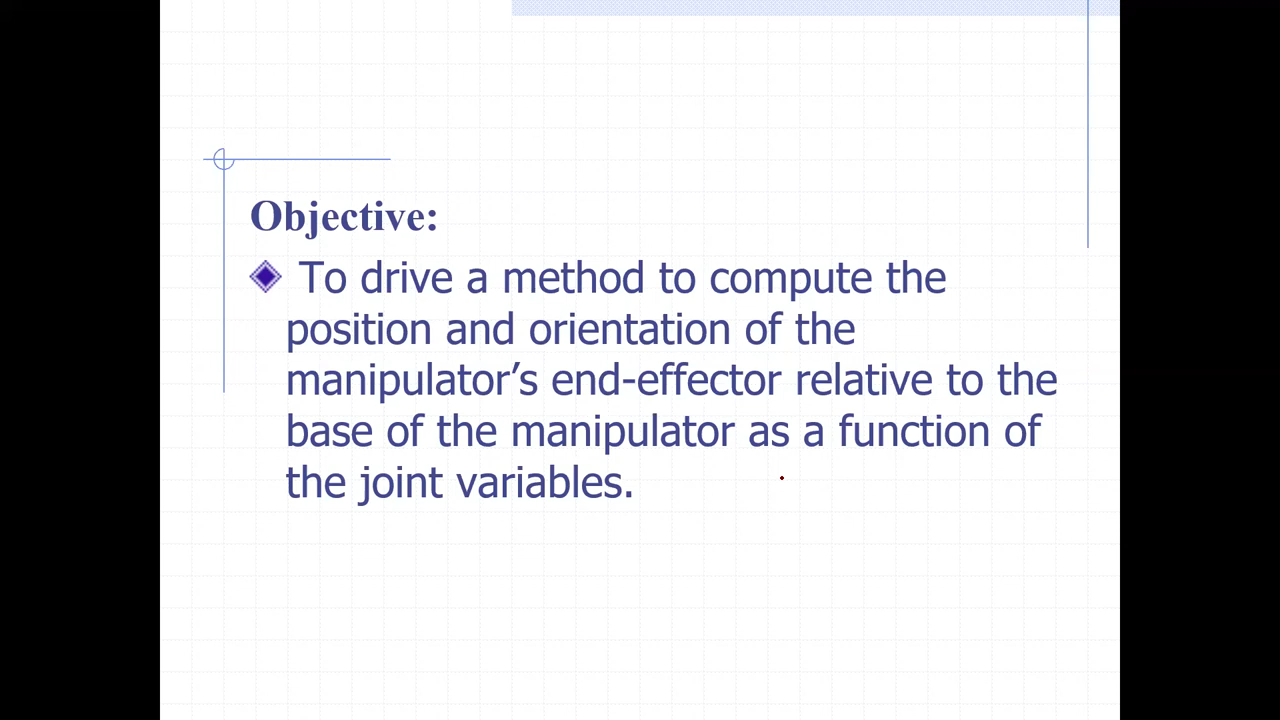 Objective:
To drive a method to compute the
position and orientation of the
manipulator’s end-effector relative to the
base of the manipulator as a function of
the joint variables.